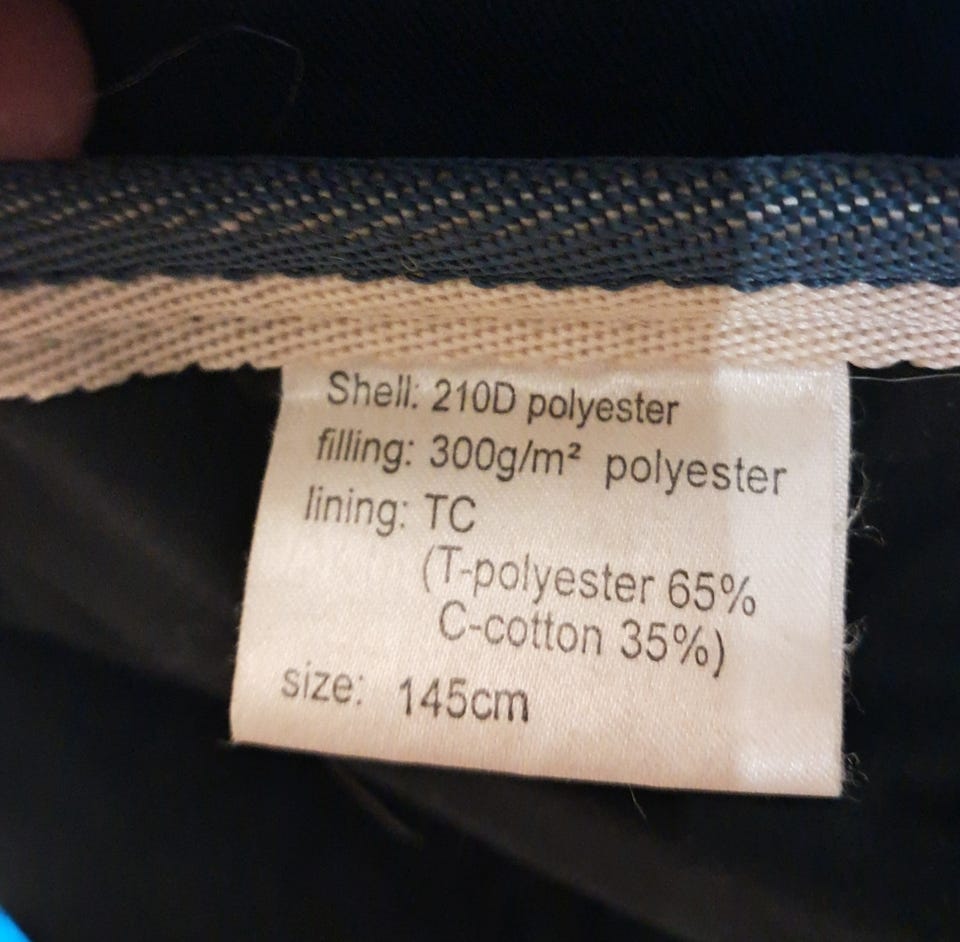 Shell: 210D polyester
filling: 300g/m² polyester
lining: TC
(T-polyester 65%
C-cotton 35%)
size: 145cm